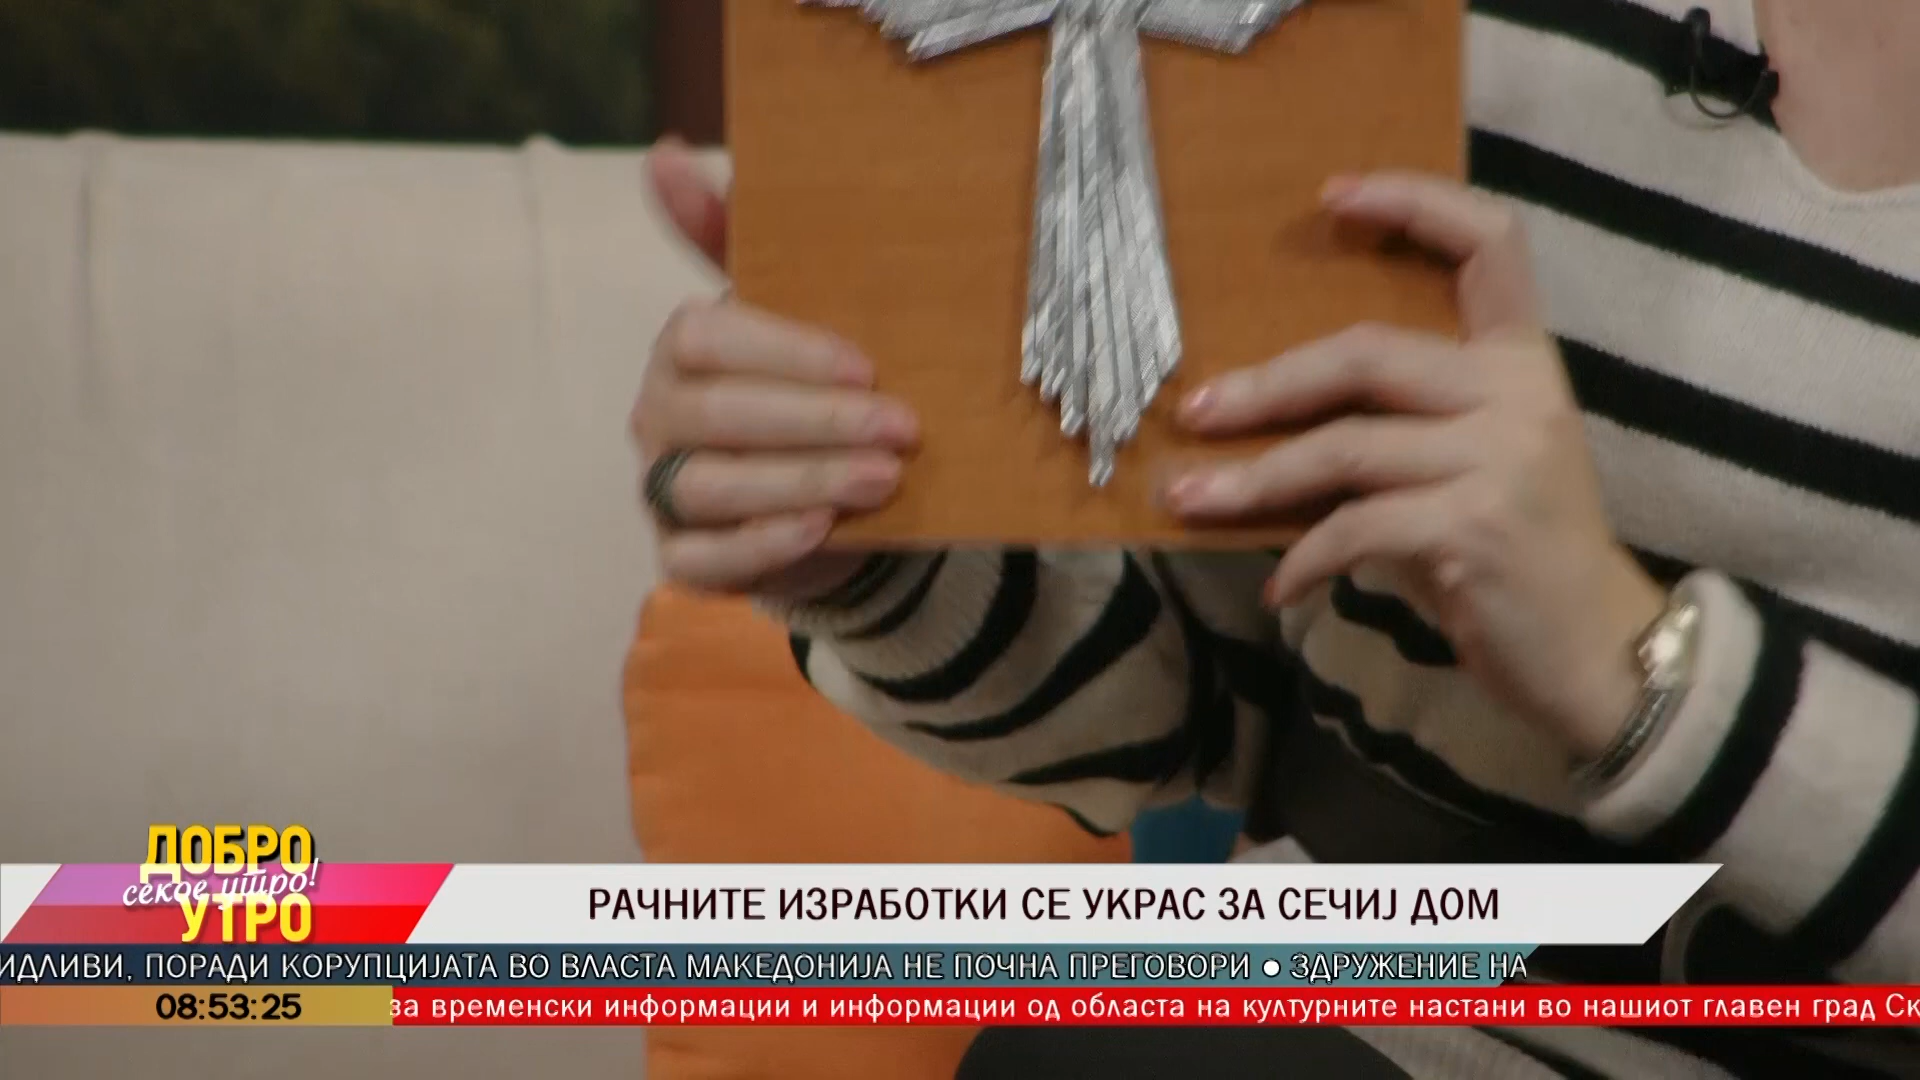 ДОБРО
секое утро!
УТРО
РАЧНИТЕ ИЗРАБОТКИ СЕ УКРАС ЗА СЕЧИЈ ДОМ
ИДЛИВИ, ПОРАДИ КОРУПЦИЈАТА ВО ВЛАСТА МАКЕДОНИЈА НЕ ПОЧНА ПРЕГОВОРИ ● ЗДРУЖЕНИЕ НА
08:53:25
за временски информации и информации од областа на културните настани во нашиот главен град Ск